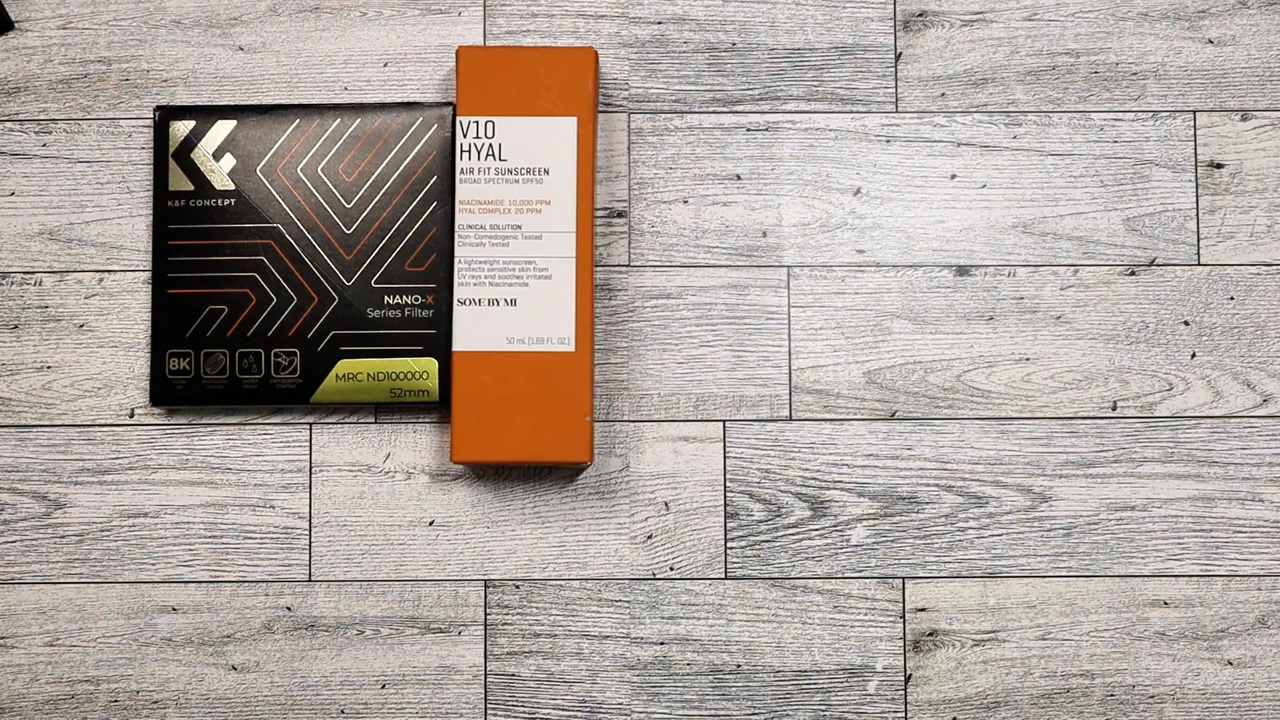 K&F CONCEPT
NANO-X
Series Filter
8K
MRC ND100000
52mm
V10
HYAL
AIR FIT SUNSCREEN
BROAD SPECTRUM SPF50
NIACINAMIDE 10,000 PPM
HYAL COMPLEX 20 PPM
CLINICAL SOLUTION
Non-Comedogenic Tested
Clinically Tested
A lightweight sunscreen,
protects sensitive skin from
UV rays and soothes irritated
skin with Niacinamide.
SOME BY MI
50 mL [1.69 FL. OZ.]